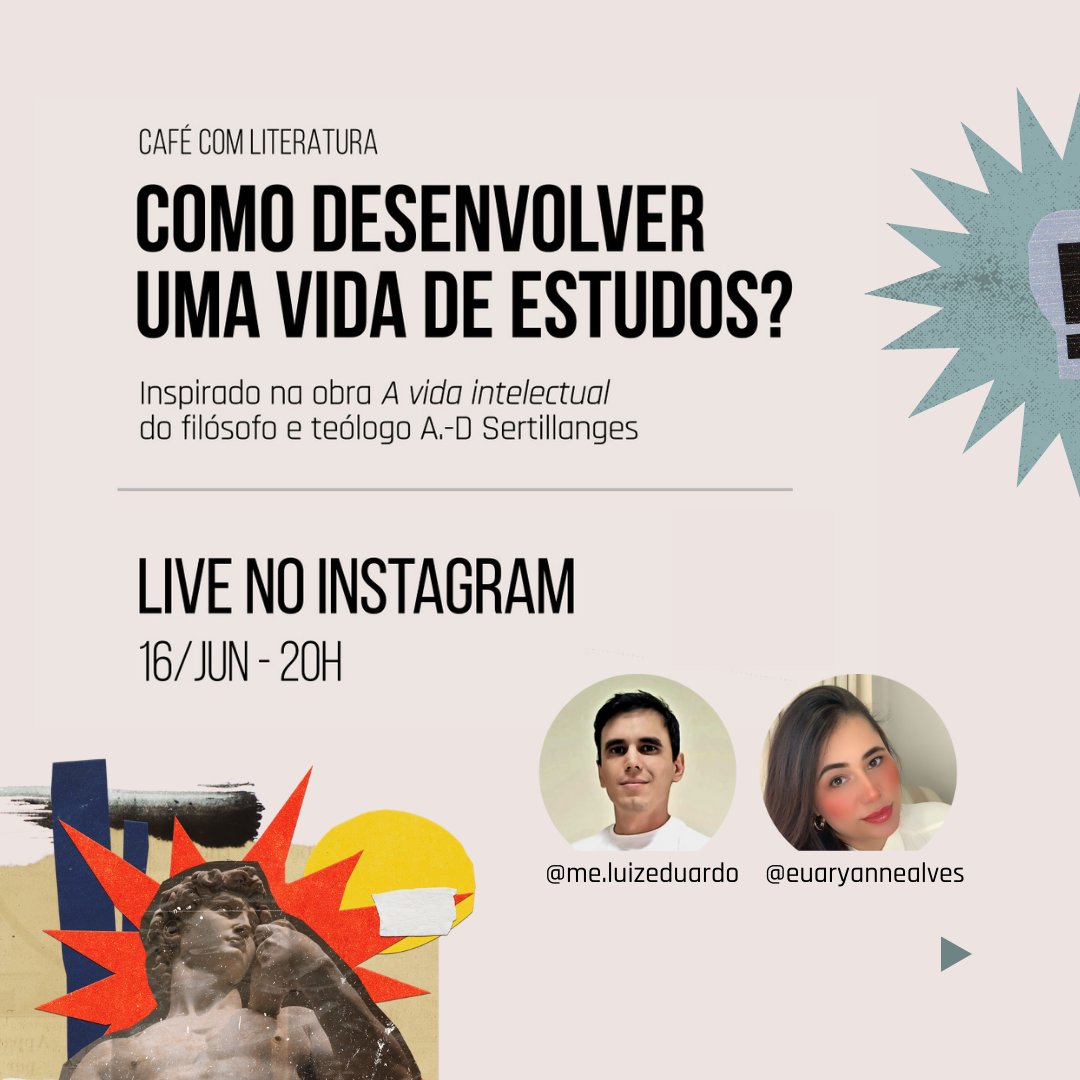 CAFÉ COM LITERATURA
COMO DESENVOLVER
UMA VIDA DE ESTUDOS?
Inspirado na obra A vida intelectual
do filósofo e teólogo A.-D Sertillanges
LIVE NO INSTAGRAM
16/JUN - 20H
@me.luizeduardo
@euaryannealves